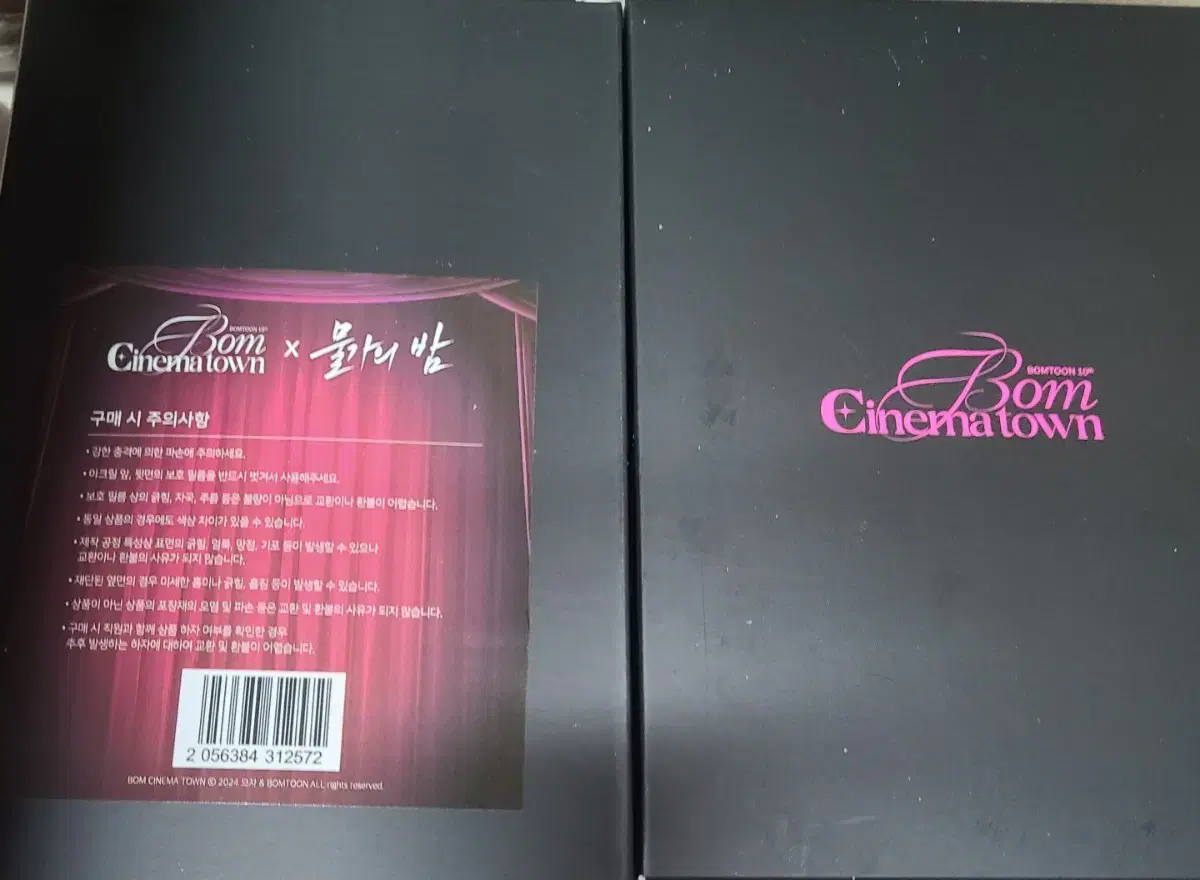 BOMTOON 10th
Bom
Cinema town
x 물가의 밤
구매 시 주의사항
• 강한 충격에 의한 파손에 주의하세요.
• 아크릴 앞, 뒷면의 보호 필름을 반드시 벗겨서 사용해주세요.
• 보호 필름 상의 긁힘, 자국, 주름 등은 불량이 아님으로 교환이나 환불이 어렵습니다.
• 동일 상품의 경우에도 색상 차이가 있을 수 있습니다.
• 제작 공정 특성상 표면의 긁힘, 얼룩, 망점, 기포 등이 발생할 수 있으나
교환이나 환불의 사유가 되지 않습니다.
• 재단된 옆면의 경우 미세한 홈이나 긁힘, 흠집 등이 발생할 수 있습니다.
• 상품이 아닌 상품의 포장재의 오염 및 파손 등은 교환 및 환불의 사유가 되지 않습니다.
• 구매 시 직원과 함께 상품 하자 여부를 확인한 경우
추후 발생하는 하자에 대하여 교환 및 환불이 어렵습니다.
2 056384 312572
BOM CINEMA TOWN ⓒ 2024 요자 & BOMTOON ALL rights reserved.
BOMTOON 10th
Bom
Cinema town